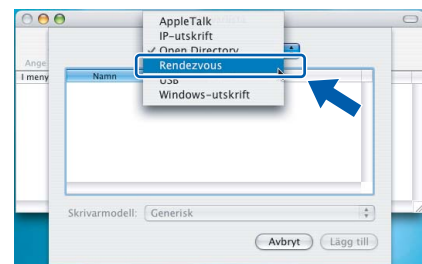 AppleTalk
IP-utskrift
✓ Open Directory
Rendezvous
USB
Windows-utskrift
Ange
I meny
Namn
Skrivarmodell: Generisk
Avbryt
Lägg till